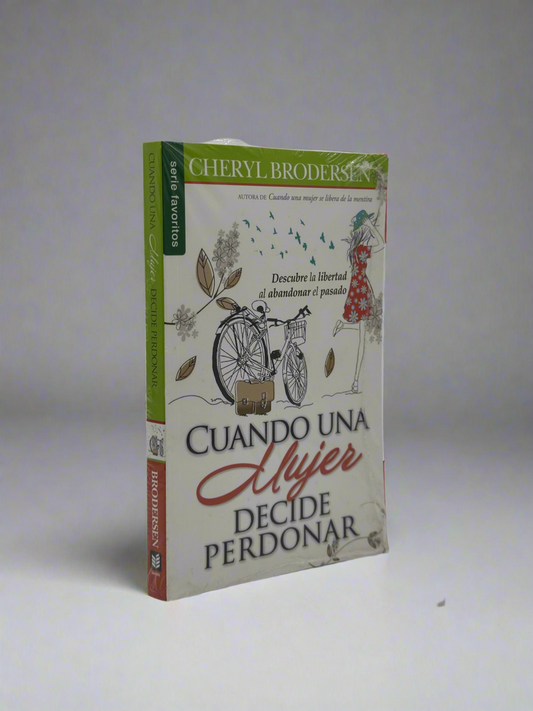 CHERYL BRODERSEN
AUTORA DE Cuando una mujer se libera de la mentira
serie favoritos
Descubre la libertad
al abandonar el pasado
CUANDO UNA
Mujer
DECIDE
PERDONAR
CUANDO UNA Mujer DECIDE PERDONAR
BRODERSEN